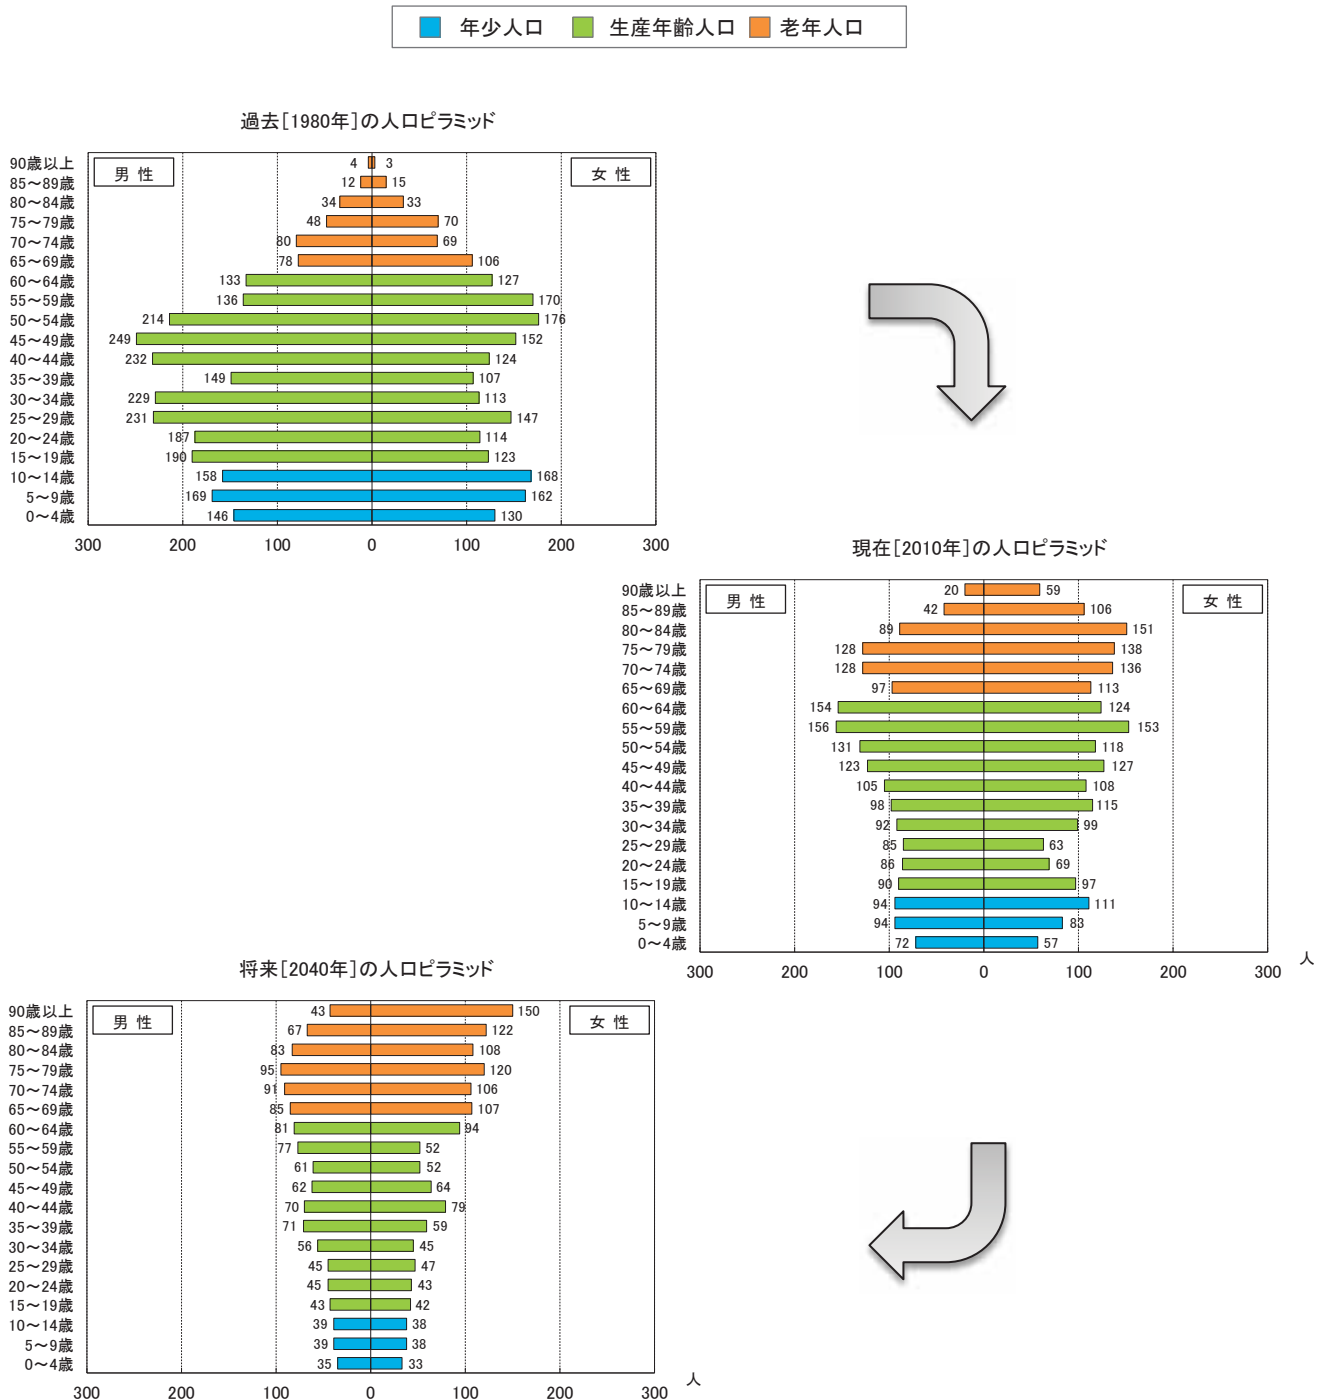 年少人口 生産年齢人口 老年人口
過去[1980年]の人口ピラミッド
男 性 女 性
90歳以上 4 3
85～89歳 12 15
80～84歳 34 33
75～79歳 48 70
70～74歳 80 69
65～69歳 78 106
60～64歳 133 127
55～59歳 136 170
50～54歳 214 176
45～49歳 249 152
40～44歳 232 124
35～39歳 149 107
30～34歳 229 113
25～29歳 231 147
20～24歳 187 114
15～19歳 190 123
10～14歳 158 168
5～9歳 169 162
0～4歳 146 130
300 200 100 0 100 200 300
現在[2010年]の人口ピラミッド
男 性 女 性
90歳以上 20 59
85～89歳 42 106
80～84歳 89 151
75～79歳 128 138
70～74歳 128 136
65～69歳 97 113
60～64歳 154 124
55～59歳 156 153
50～54歳 131 118
45～49歳 123 127
40～44歳 105 108
35～39歳 98 115
30～34歳 92 99
25～29歳 85 63
20～24歳 86 69
15～19歳 90 97
10～14歳 94 111
5～9歳 94 83
0～4歳 72 57
300 200 100 0 100 200 300 人
将来[2040年]の人口ピラミッド
男 性 女 性
90歳以上 43 150
85～89歳 67 122
80～84歳 83 108
75～79歳 95 120
70～74歳 91 106
65～69歳 85 107
60～64歳 81 94
55～59歳 77 52
50～54歳 61 52
45～49歳 62 64
40～44歳 70 79
35～39歳 71 59
30～34歳 56 45
25～29歳 45 47
20～24歳 45 43
15～19歳 43 42
10～14歳 39 38
5～9歳 39 38
0～4歳 35 33
300 200 100 0 100 200 300 人